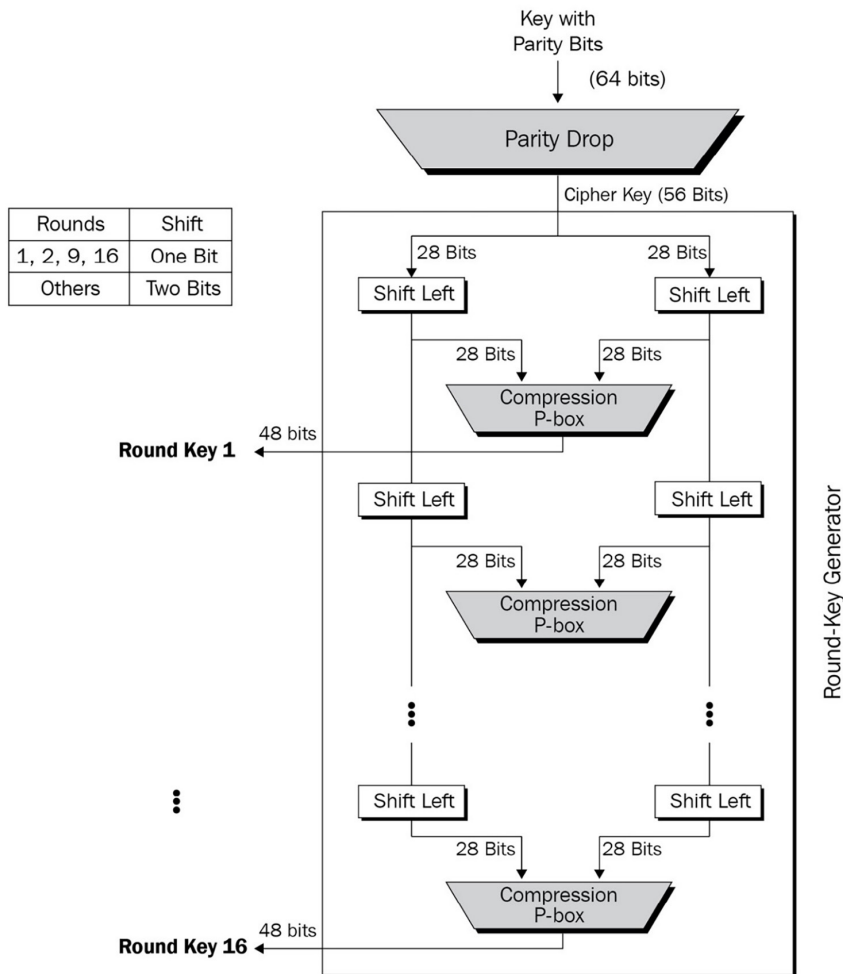 Key with
Parity Bits
(64 bits)
Parity Drop
Cipher Key (56 Bits)
Rounds Shift
1, 2, 9, 16 One Bit
Others Two Bits
28 Bits 28 Bits
Shift Left Shift Left
28 Bits 28 Bits
Compression
P-box
48 bits
Round Key 1
Shift Left Shift Left
28 Bits 28 Bits
Compression
P-box
Round-Key Generator
Shift Left Shift Left
28 Bits 28 Bits
Compression
P-box
48 bits
Round Key 16